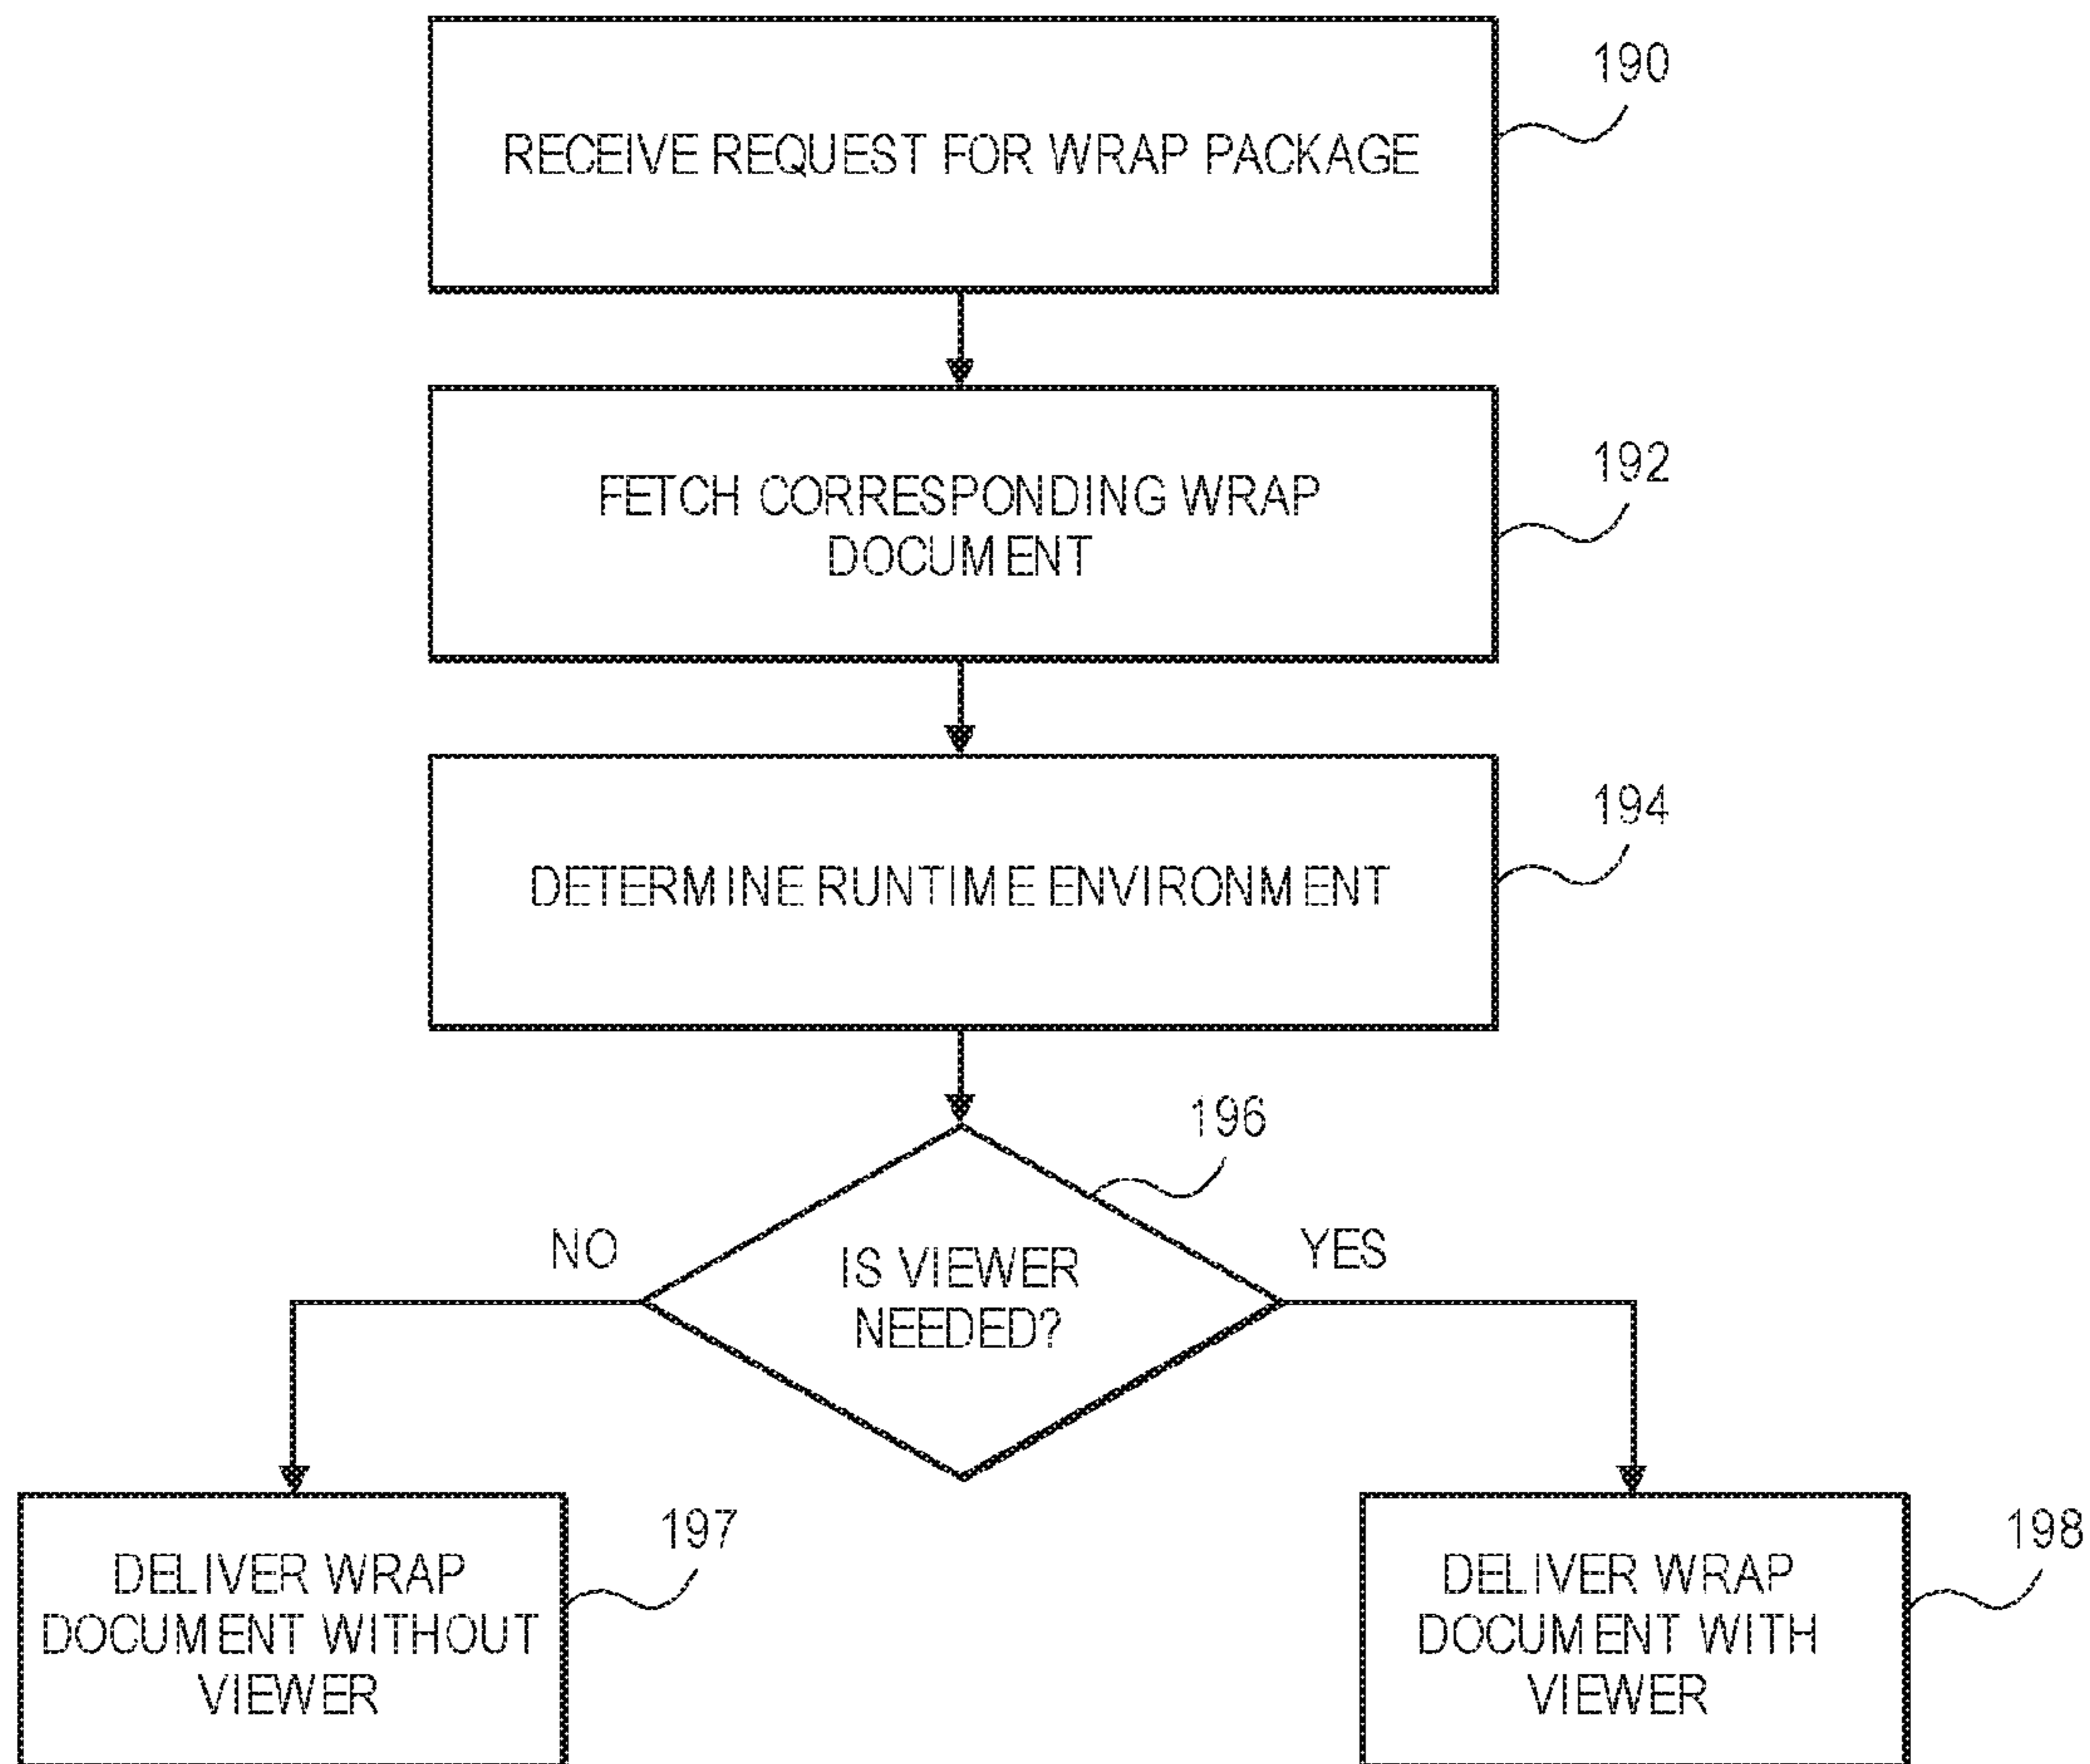 190
RECEIVE REQUEST FOR WRAP PACKAGE
192
FETCH CORRESPONDING WRAP
DOCUMENT
194
DETERMINE RUNTIME ENVIRONMENT
196
NO
YES
IS VIEWER
NEEDED?
197
198
DELIVER WRAP
DOCUMENT WITHOUT
VIEWER
DELIVER WRAP
DOCUMENT WITH
VIEWER